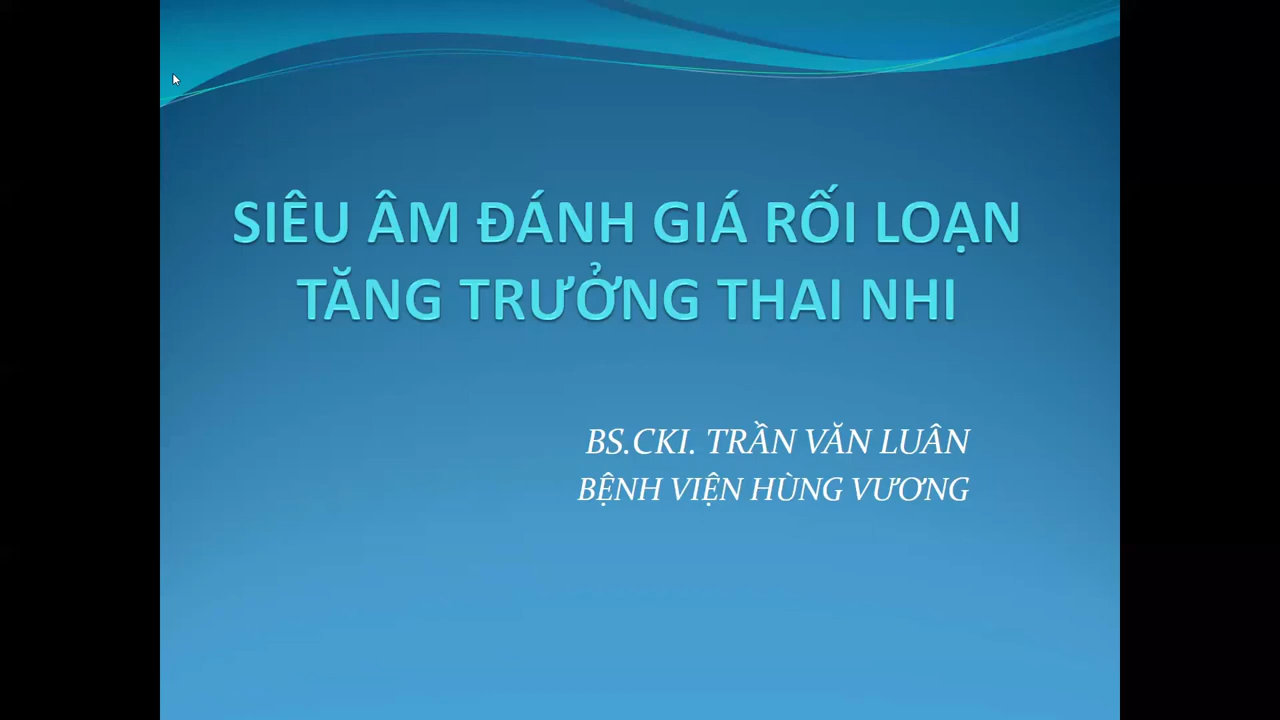 SIÊU ÂM ĐÁNH GIÁ RỐI LOẠN
TĂNG TRƯỞNG THAI NHI
BS.CKI. TRẦN VĂN LUÂN
BỆNH VIỆN HÙNG VƯƠNG